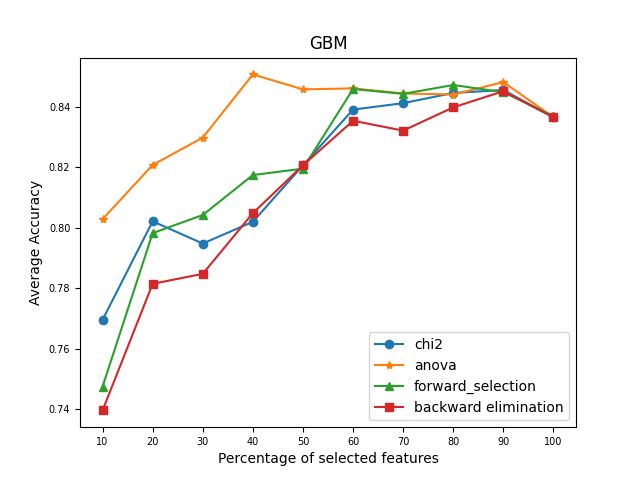 GBM
Average Accuracy
0.84
0.82
0.80
0.78
0.76
0.74
chi2
anova
forward_selection
backward elimination
10 20 30 40 50 60 70 80 90 100
Percentage of selected features